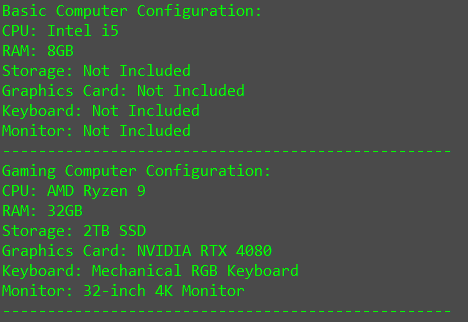 Basic Computer Configuration:
CPU: Intel i5
RAM: 8GB
Storage: Not Included
Graphics Card: Not Included
Keyboard: Not Included
Monitor: Not Included
--------------------------------------------------
Gaming Computer Configuration:
CPU: AMD Ryzen 9
RAM: 32GB
Storage: 2TB SSD
Graphics Card: NVIDIA RTX 4080
Keyboard: Mechanical RGB Keyboard
Monitor: 32-inch 4K Monitor
--------------------------------------------------